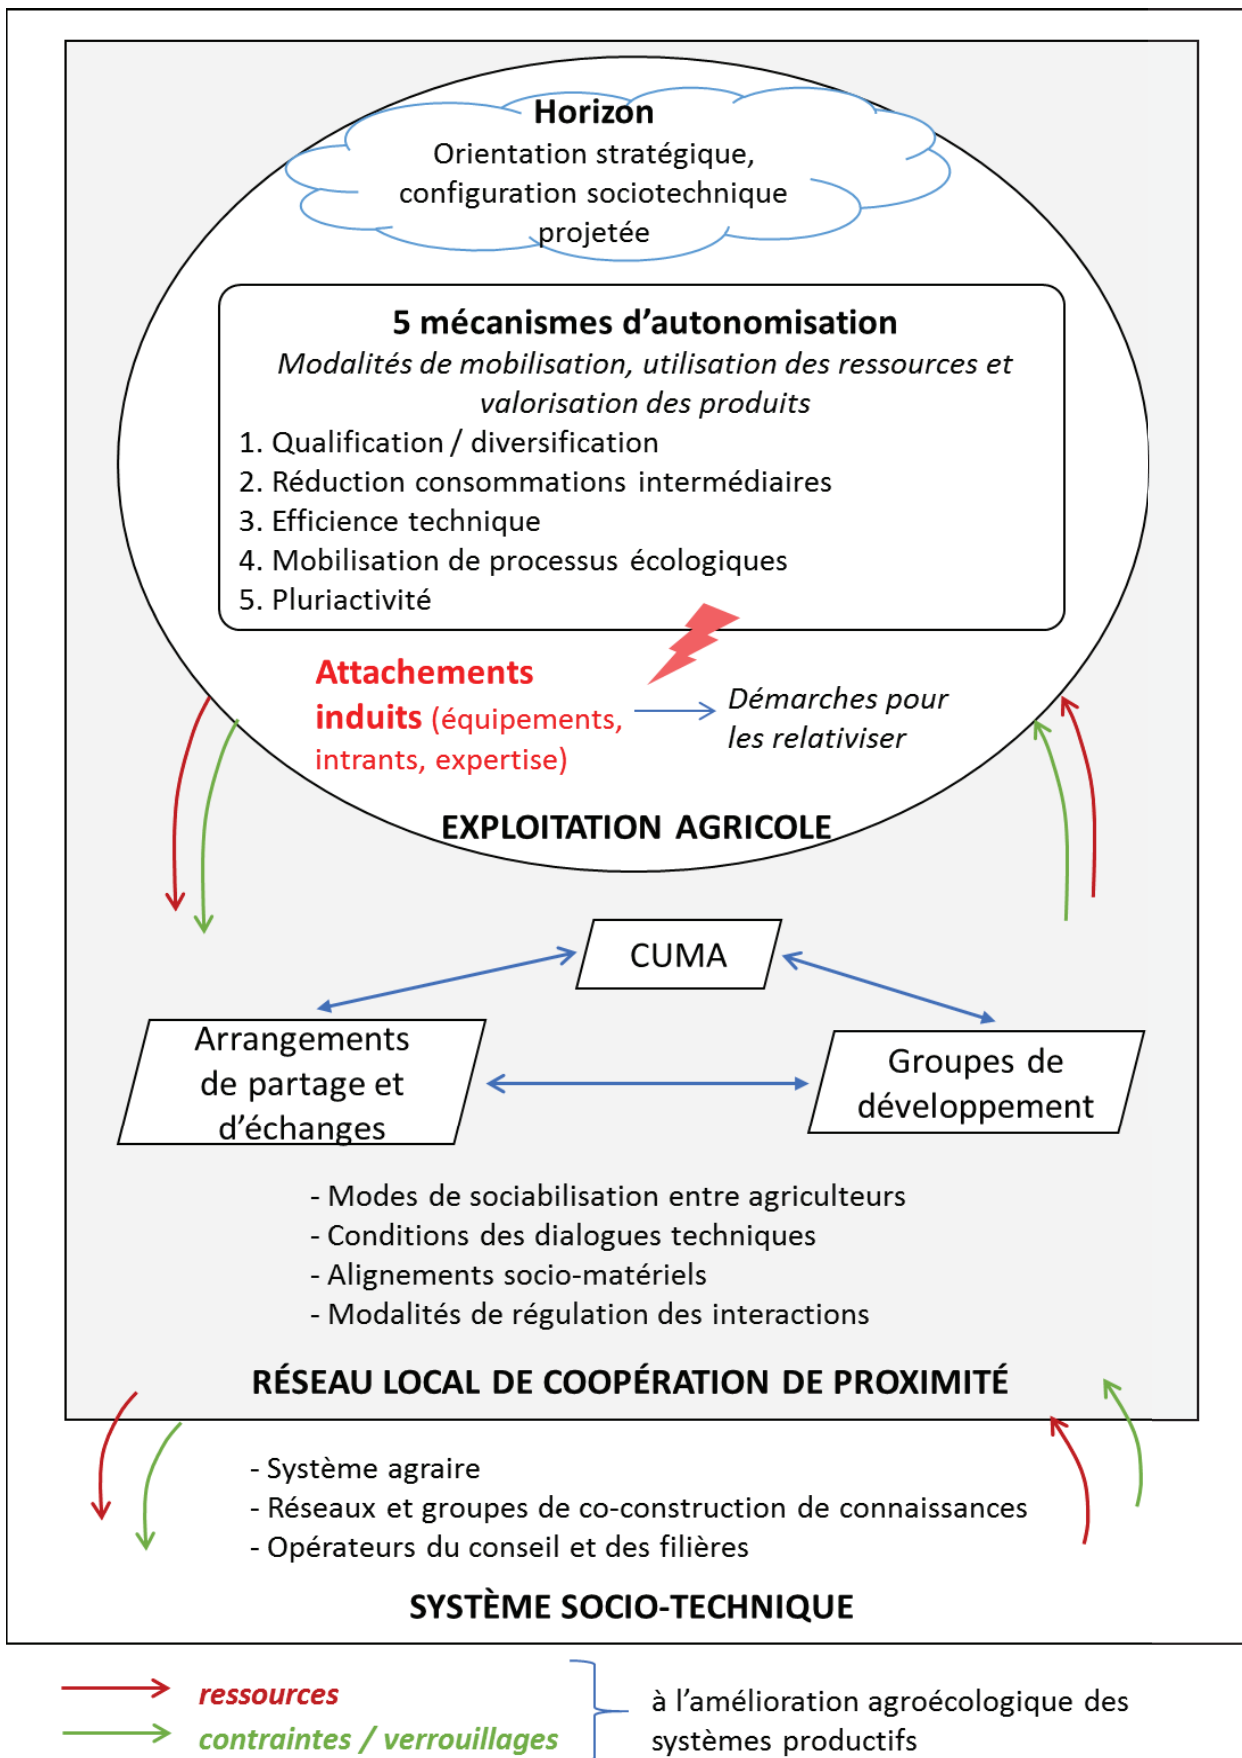 Horizon
Orientation stratégique,
configuration sociotechnique
projetée
5 mécanismes d'autonomisation
Modalités de mobilisation, utilisation des ressources et
valorisation des produits
1. Qualification / diversification
2. Réduction consommations intermédiaires
3. Efficience technique
4. Mobilisation de processus écologiques
5. Pluriactivité
Attachements
induits (équipements,
intrants, expertise)
Démarches pour
les relativiser
EXPLOITATION AGRICOLE
CUMA
Arrangements
de partage et
d'échanges
Groupes de
développement
- Modes de sociabilisation entre agriculteurs
- Conditions des dialogues techniques
- Alignements socio-matériels
- Modalités de régulation des interactions
RÉSEAU LOCAL DE COOPÉRATION DE PROXIMITÉ
- Système agraire
- Réseaux et groupes de co-construction de connaissances
- Opérateurs du conseil et des filières
SYSTÈME SOCIO-TECHNIQUE
ressources
contraintes / verrouillages
à l'amélioration agroécologique des
systèmes productifs